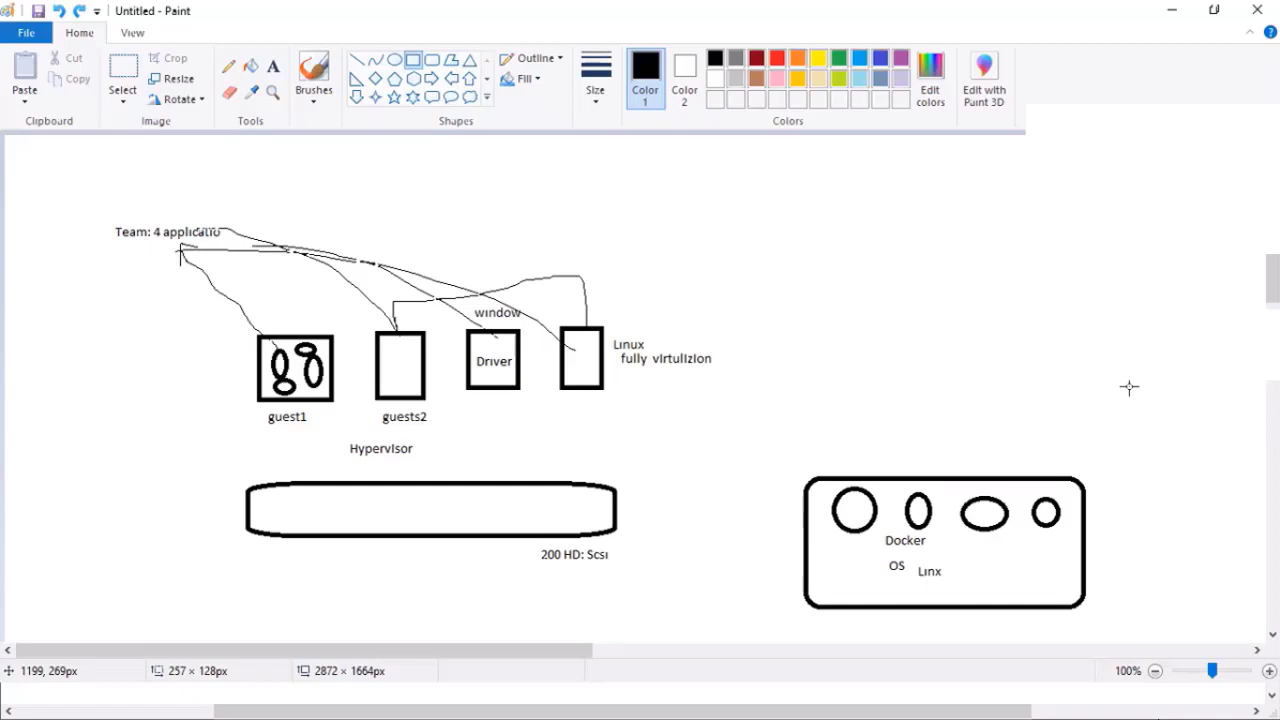 Untitled - Paint
File Home View
Paste Cut Copy
Select Crop Resize Rotate
Brushes
Outline
Fill
Size
Color 1
Color 2
Edit colors
Edit with Paint 3D
Clipboard Image Tools Shapes Colors
Team: 4 applicatio
window
Linux
fully virtulizion
Driver
guest1 guests2
Hypervisor
200 HD: Scsi
Docker
OS Linx
1199, 269px 257 × 128px 2872 × 1664px 100%